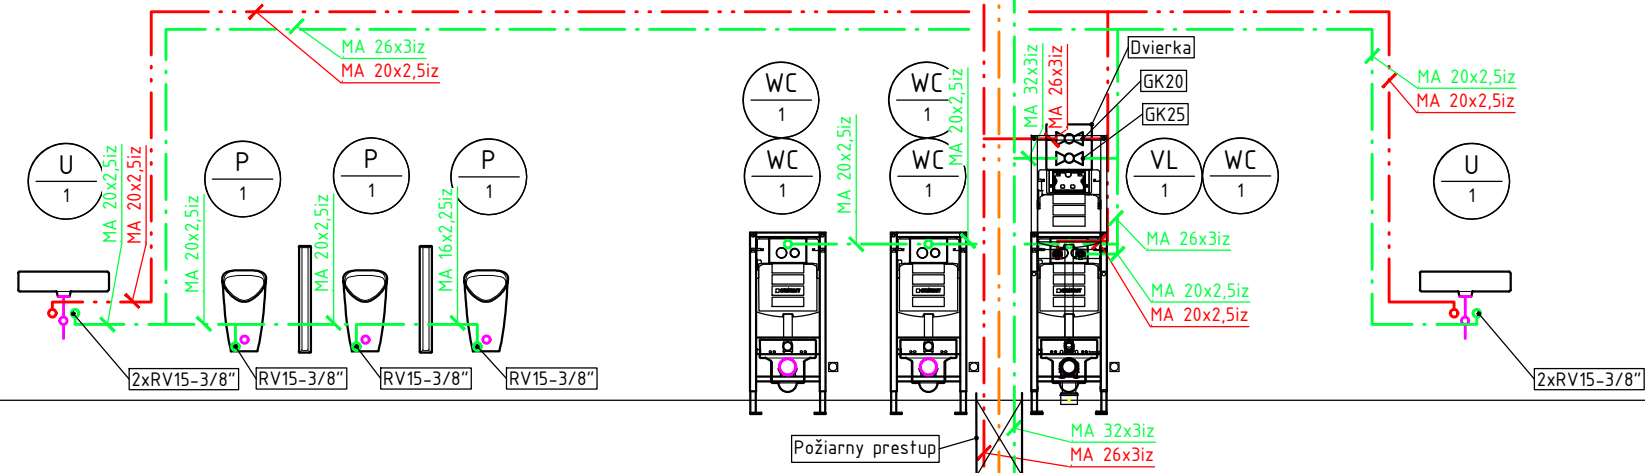 MA 26x3iz
MA 20x2,5iz
Dvierka
GK20
GK25
MA 32x3iz
MA 26x3iz
MA 20x2,5iz
MA 20x2,5iz
WC
1
WC
1
WC
1
WC
1
MA 20x2,5iz
MA 20x2,5iz
U
1
MA 20x2,5iz
MA 20x2,5iz
P
1
P
1
P
1
VL
1
WC
1
U
1
MA 20x2,5iz
MA 20x2,5iz
MA 16x2,25iz
MA 26x3iz
MA 20x2,5iz
MA 20x2,5iz
2xRV15-3/8"
RV15-3/8"
RV15-3/8"
RV15-3/8"
2xRV15-3/8"
Požiarny prestup
MA 32x3iz
MA 26x3iz